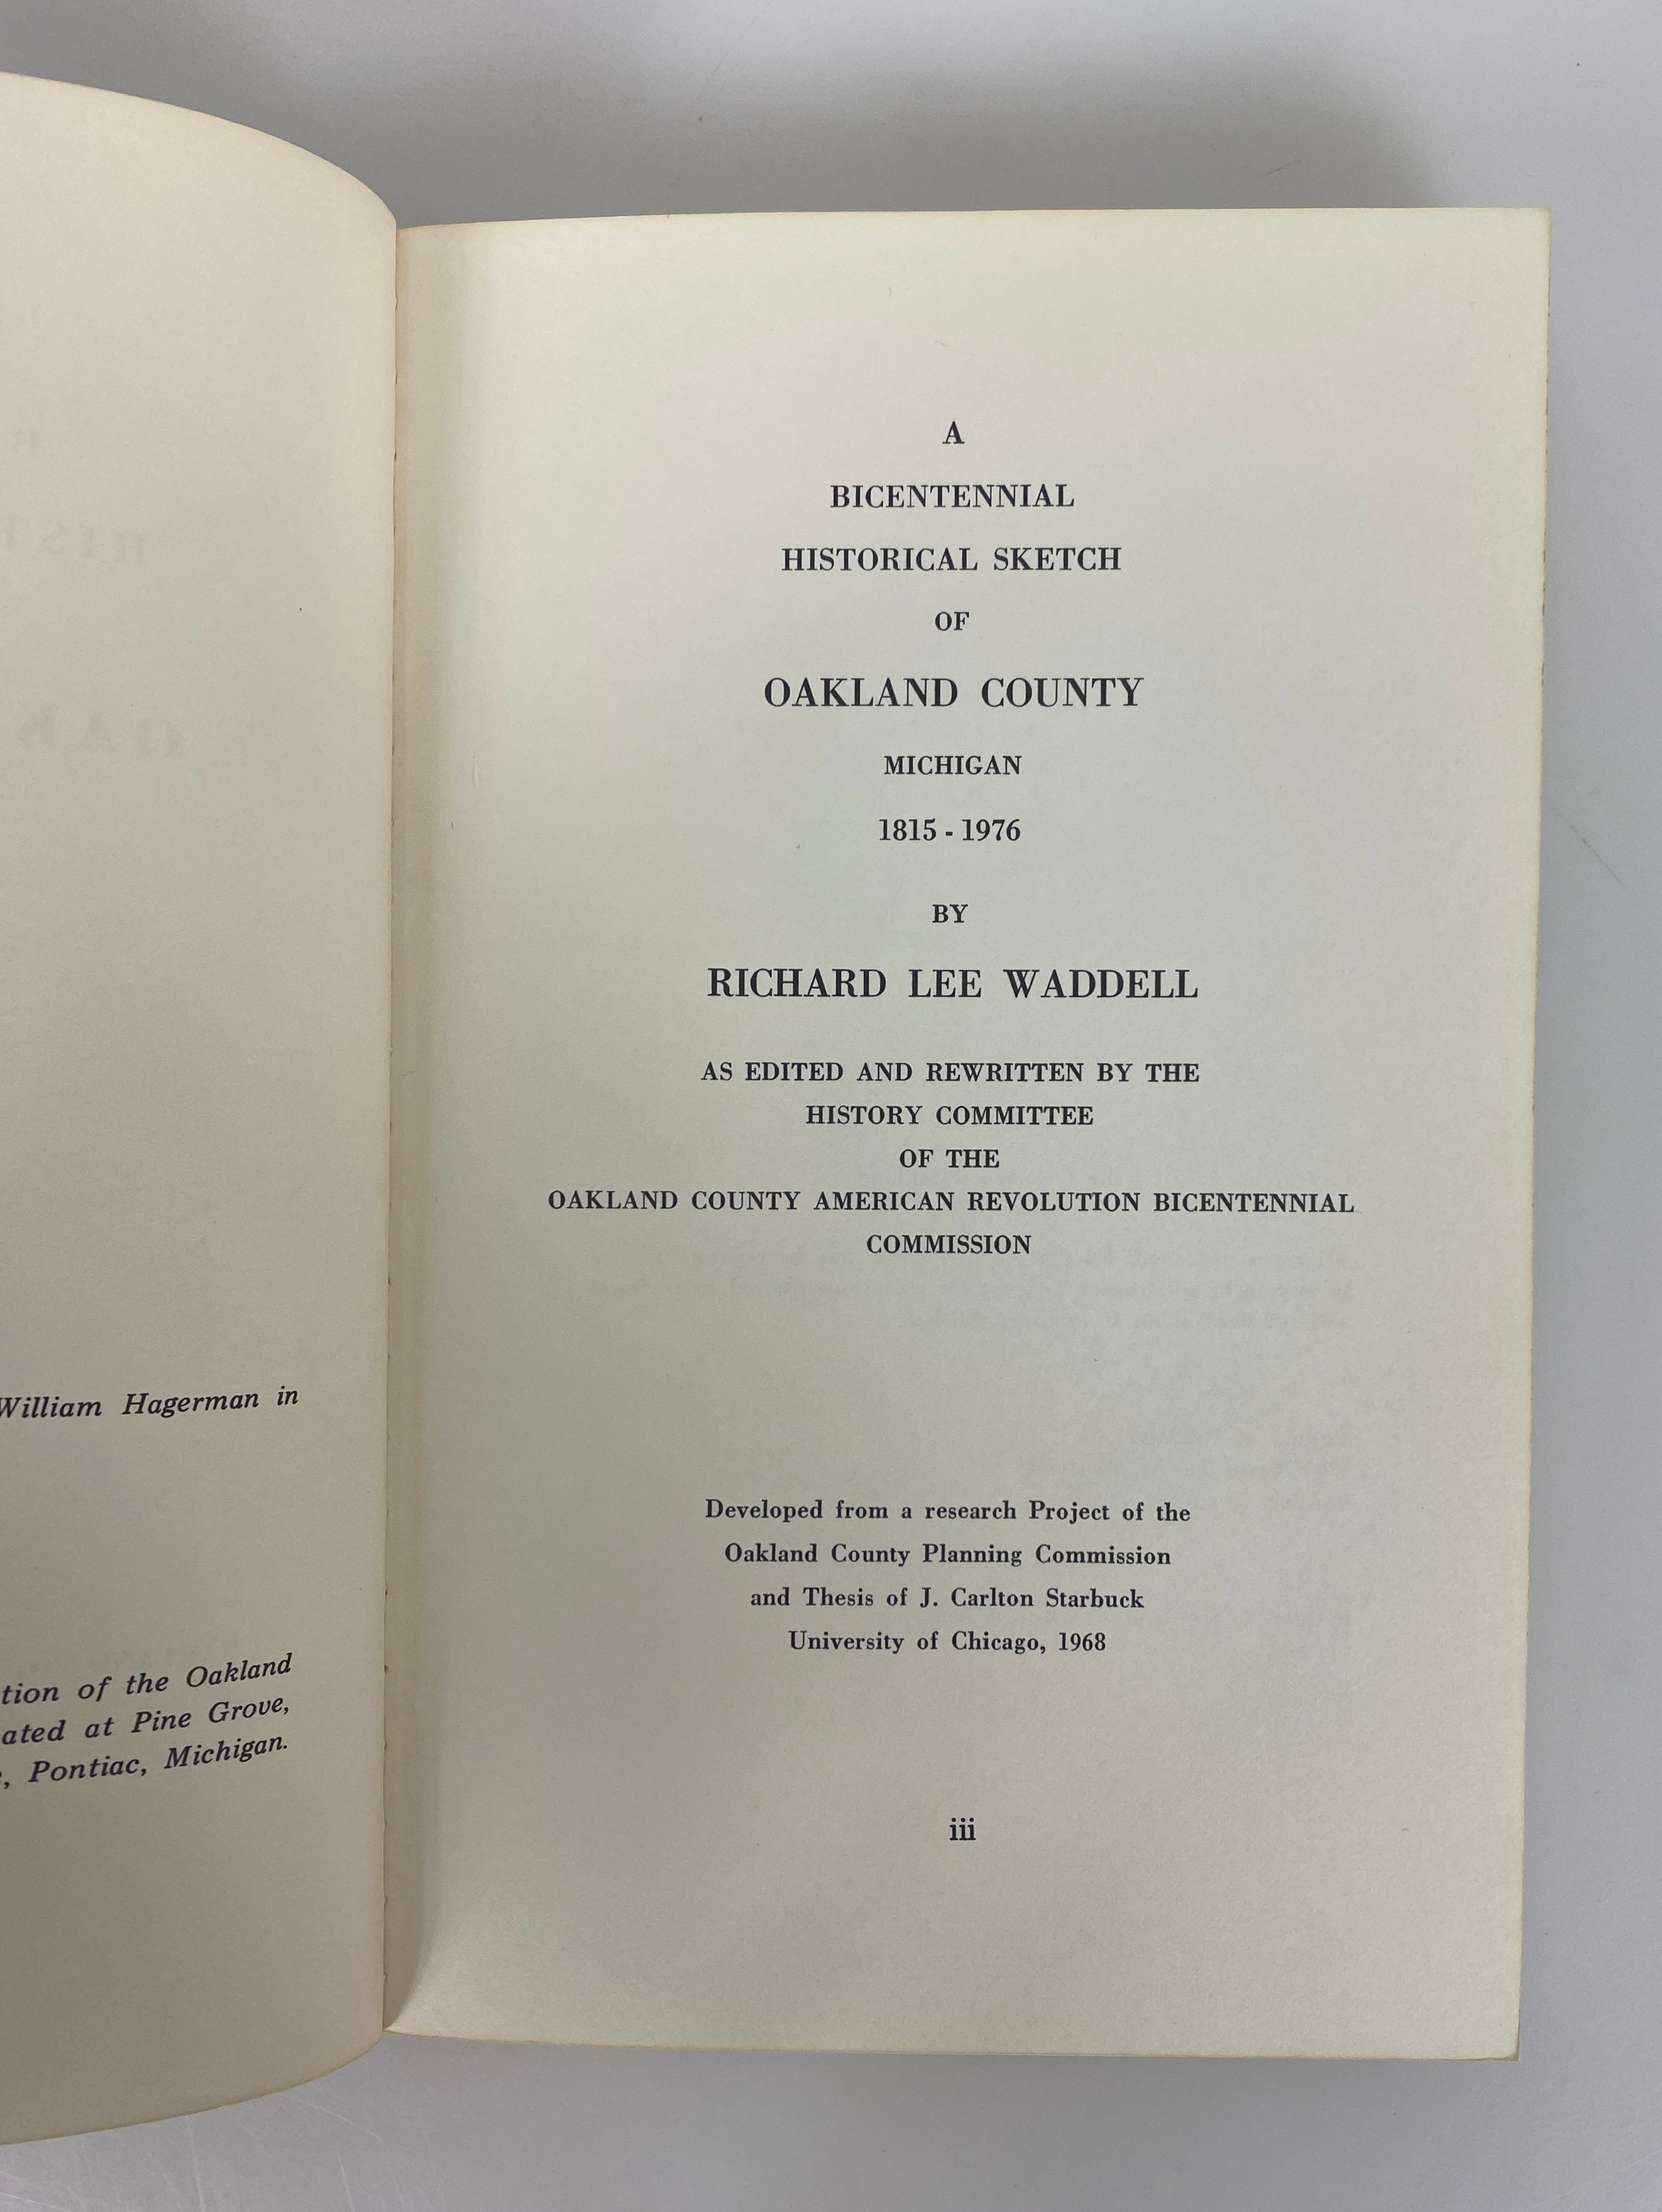 William Hagerman in
tion of the Oakland
ated at Pine Grove,
, Pontiac, Michigan.
A
BICENTENNIAL
HISTORICAL SKETCH
OF
OAKLAND COUNTY
MICHIGAN
1815 - 1976
BY
RICHARD LEE WADDELL
AS EDITED AND REWRITTEN BY THE
HISTORY COMMITTEE
OF THE
OAKLAND COUNTY AMERICAN REVOLUTION BICENTENNIAL
COMMISSION
Developed from a research Project of the
Oakland County Planning Commission
and Thesis of J. Carlton Starbuck
University of Chicago, 1968
iii